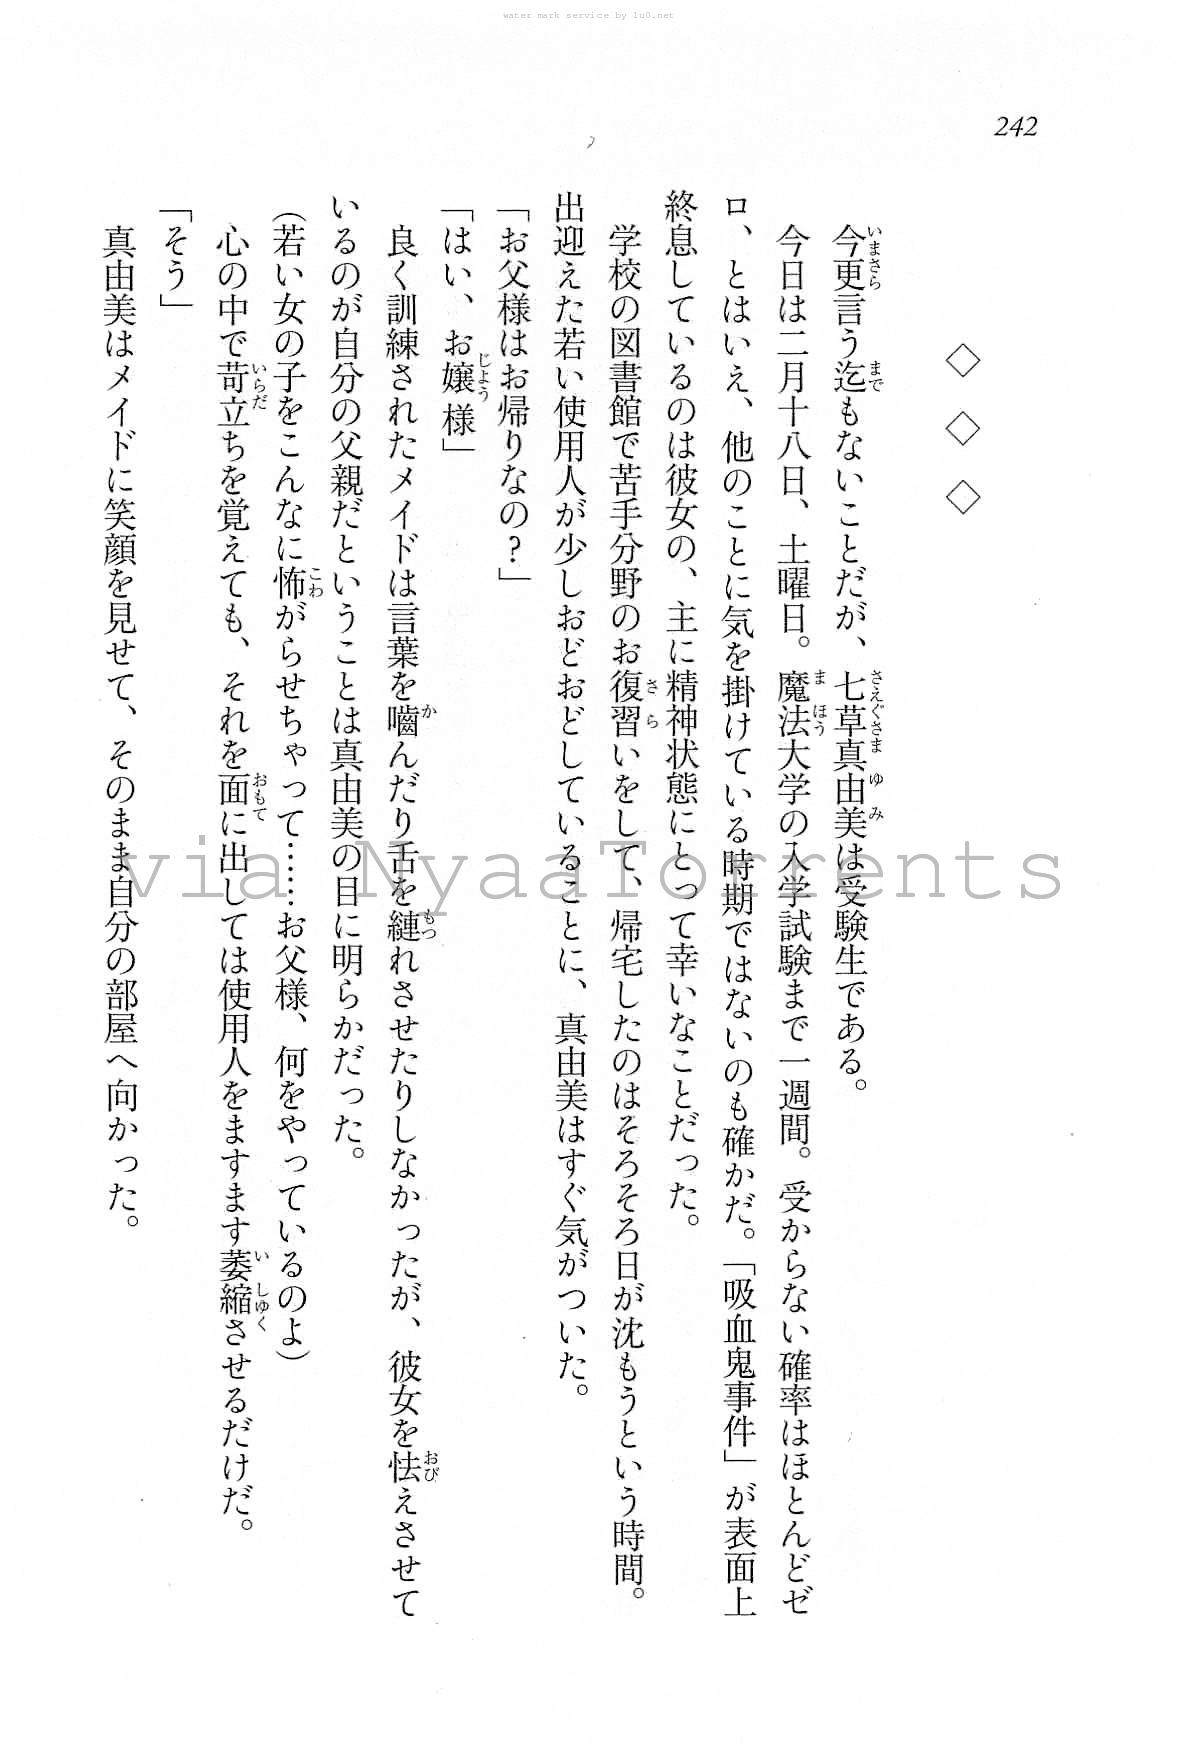 water mark service by lu0.net
242
◇ ◇ ◇
今更言う迄もないことだが、七草真由美は受験生である。
今日は二月十八日、土曜日。魔法大学の入学試験まで一週間。受からない確率はほとんどゼ
ロ、とはいえ、他のことに気を掛けている時期ではないのも確かだ。「吸血鬼事件」が表面上
終息しているのは彼女の、主に精神状態にとって幸いなことだった。
学校の図書館で苦手分野のお復習いをして、帰宅したのはそろそろ日が沈もうという時間。
出迎えた若い使用人が少しおどおどしていることに、真由美はすぐ気がついた。
「お父様はお帰りなの？」
「はい、お嬢様」
良く訓練されたメイドは言葉を嚙んだり舌を縺れさせたりしなかったが、彼女を怯えさせて
いるのが自分の父親だということは真由美の目に明らかだった。
（若い女の子をこんなに怖がらせちゃって……お父様、何をやっているのよ）
心の中で苛立ちを覚えても、それを面に出しては使用人をますます萎縮させるだけだ。
「そう」
真由美はメイドに笑顔を見せて、そのまま自分の部屋へ向かった。
via NyaaTorrents